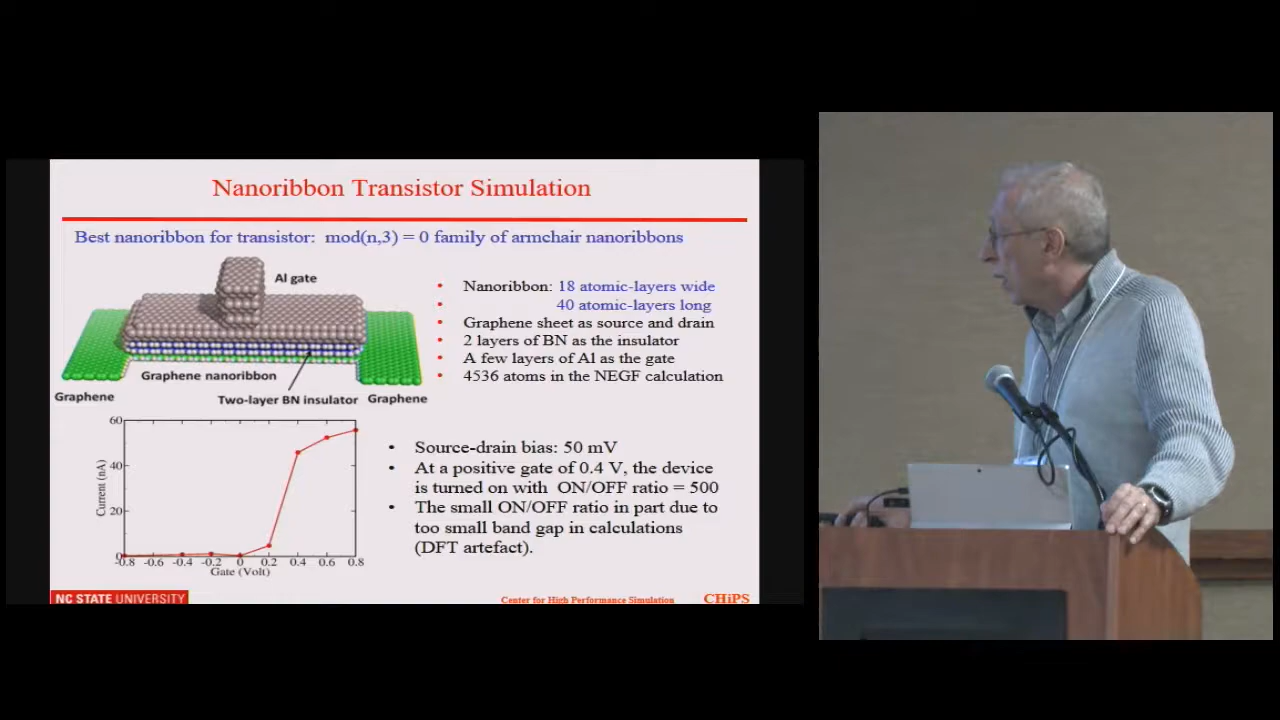 Nanoribbon Transistor Simulation
Best nanoribbon for transistor: mod(n,3) = 0 family of armchair nanoribbons
Al gate
Graphene nanoribbon
Graphene
Two-layer BN insulator
Graphene
• Nanoribbon: 18 atomic-layers wide
• 40 atomic-layers long
• Graphene sheet as source and drain
• 2 layers of BN as the insulator
• A few layers of Al as the gate
• 4536 atoms in the NEGF calculation
60
40
20
0
Current (nA)
-0.8 -0.6 -0.4 -0.2 0 0.2 0.4 0.6 0.8
Gate (Volt)
• Source-drain bias: 50 mV
• At a positive gate of 0.4 V, the device
is turned on with ON/OFF ratio = 500
• The small ON/OFF ratio in part due to
too small band gap in calculations
(DFT artefact).
NC STATE UNIVERSITY
Center for High Performance Simulation
CHiPS